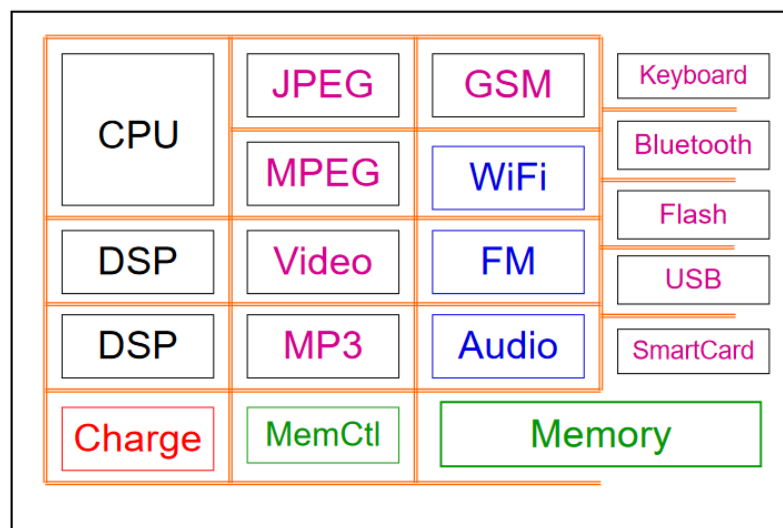 CPU
JPEG
GSM
Keyboard
MPEG
WiFi
Bluetooth
DSP
Video
FM
Flash
USB
DSP
MP3
Audio
SmartCard
Charge
MemCtl
Memory